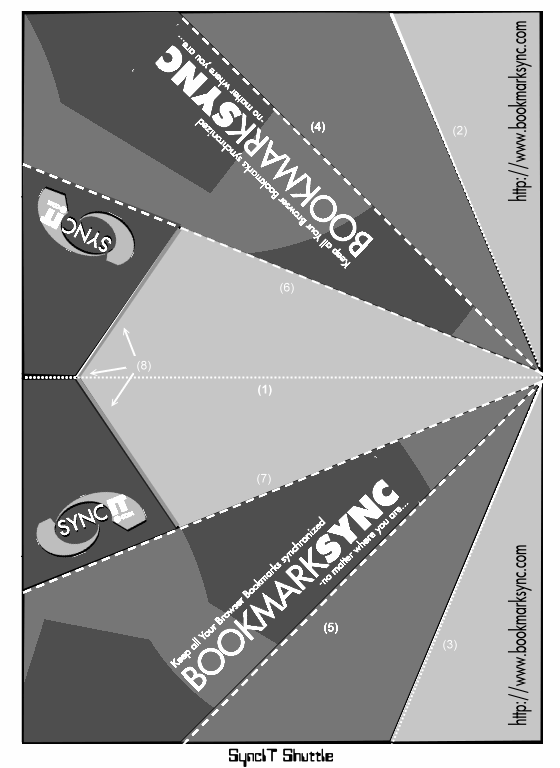 http://www.bookmarksync.com
(2)
(4)
-no matter where you are...
BOOKMARKSYNC
Keep all Your Browser Bookmarks synchronized
SYNC
IT
(6)
(8)
(1)
(7)
SYNC
IT
Keep all Your Browser Bookmarks synchronized
BOOKMARKSYNC
-no matter where you are...
(5)
(3)
http://www.bookmarksync.com
SyncIT Shuttle